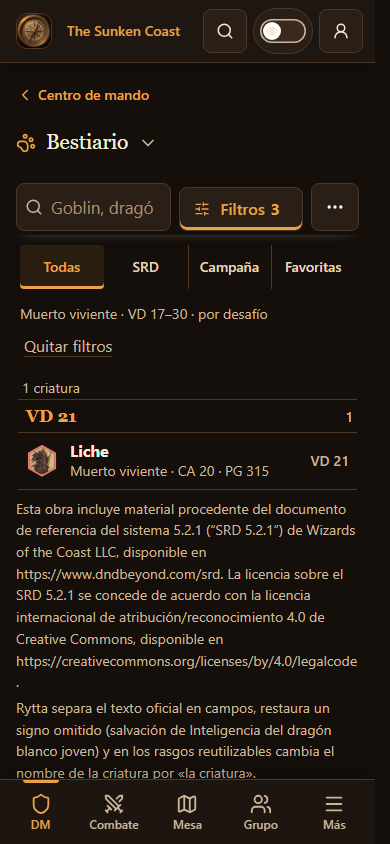 The Sunken Coast
Centro de mando
Bestiario
Goblin, dragó
Filtros 3
Todas
SRD
Campaña
Favoritas
Muerto viviente · VD 17–30 · por desafío
Quitar filtros
1 criatura
VD 21
1
Liche
VD 21
Muerto viviente · CA 20 · PG 315
Esta obra incluye material procedente del documento
de referencia del sistema 5.2.1 (“SRD 5.2.1”) de Wizards
of the Coast LLC, disponible en
https://www.dndbeyond.com/srd. La licencia sobre el
SRD 5.2.1 se concede de acuerdo con la licencia
internacional de atribución/reconocimiento 4.0 de
Creative Commons, disponible en
https://creativecommons.org/licenses/by/4.0/legalcode
.
Rytta separa el texto oficial en campos, restaura un
signo omitido (salvación de Inteligencia del dragón
blanco joven) y en los rasgos reutilizables cambia el
nombre de la criatura por «la criatura».
DM
Combate
Mesa
Grupo
Más